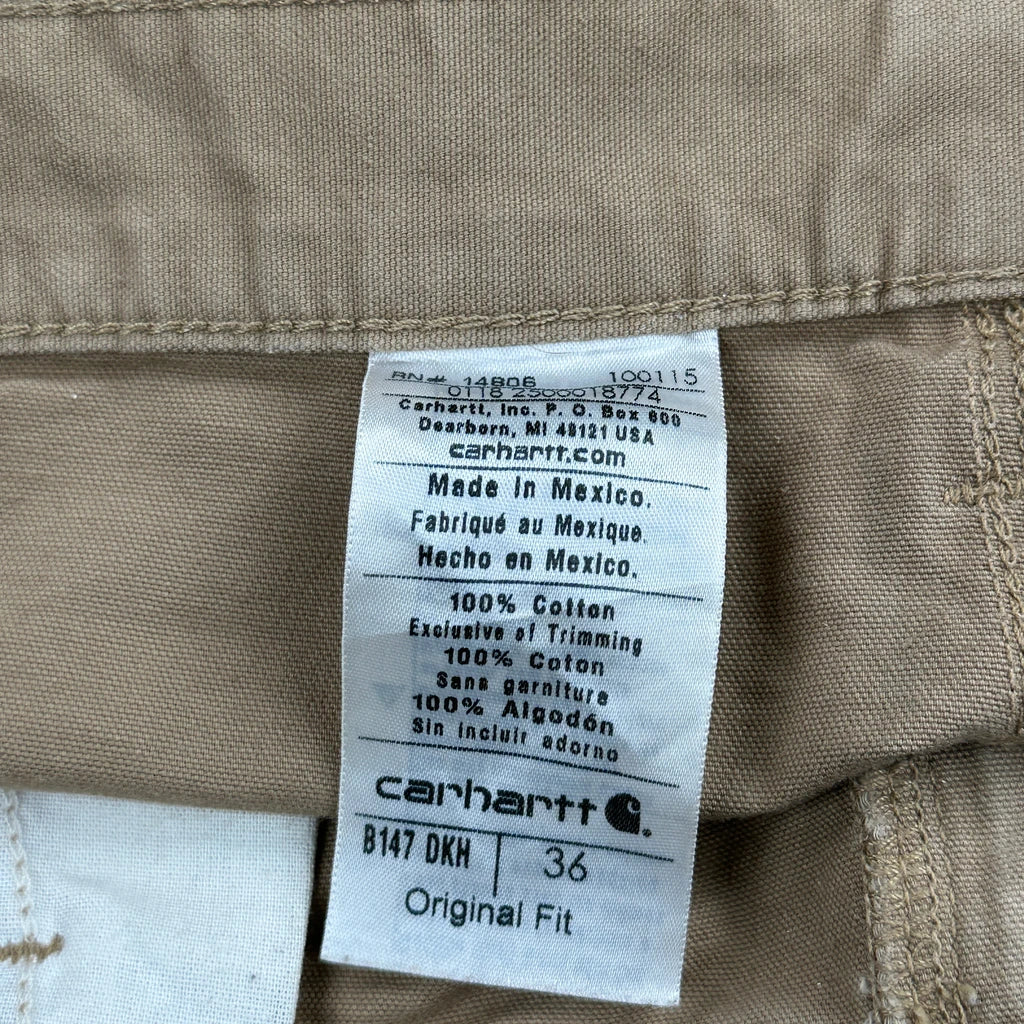 RN# 14806 100115
0118 2500018774
Carhartt, Inc. P. O. Box 600
Dearborn, MI 48121 USA
carhartt.com
Made in Mexico.
Fabriqué au Mexique.
Hecho en Mexico.
100% Cotton
Exclusive of Trimming
100% Coton
Sans garniture
100% Algodón
Sin incluir adorno
carhartt
B147 DKH 36
Original Fit